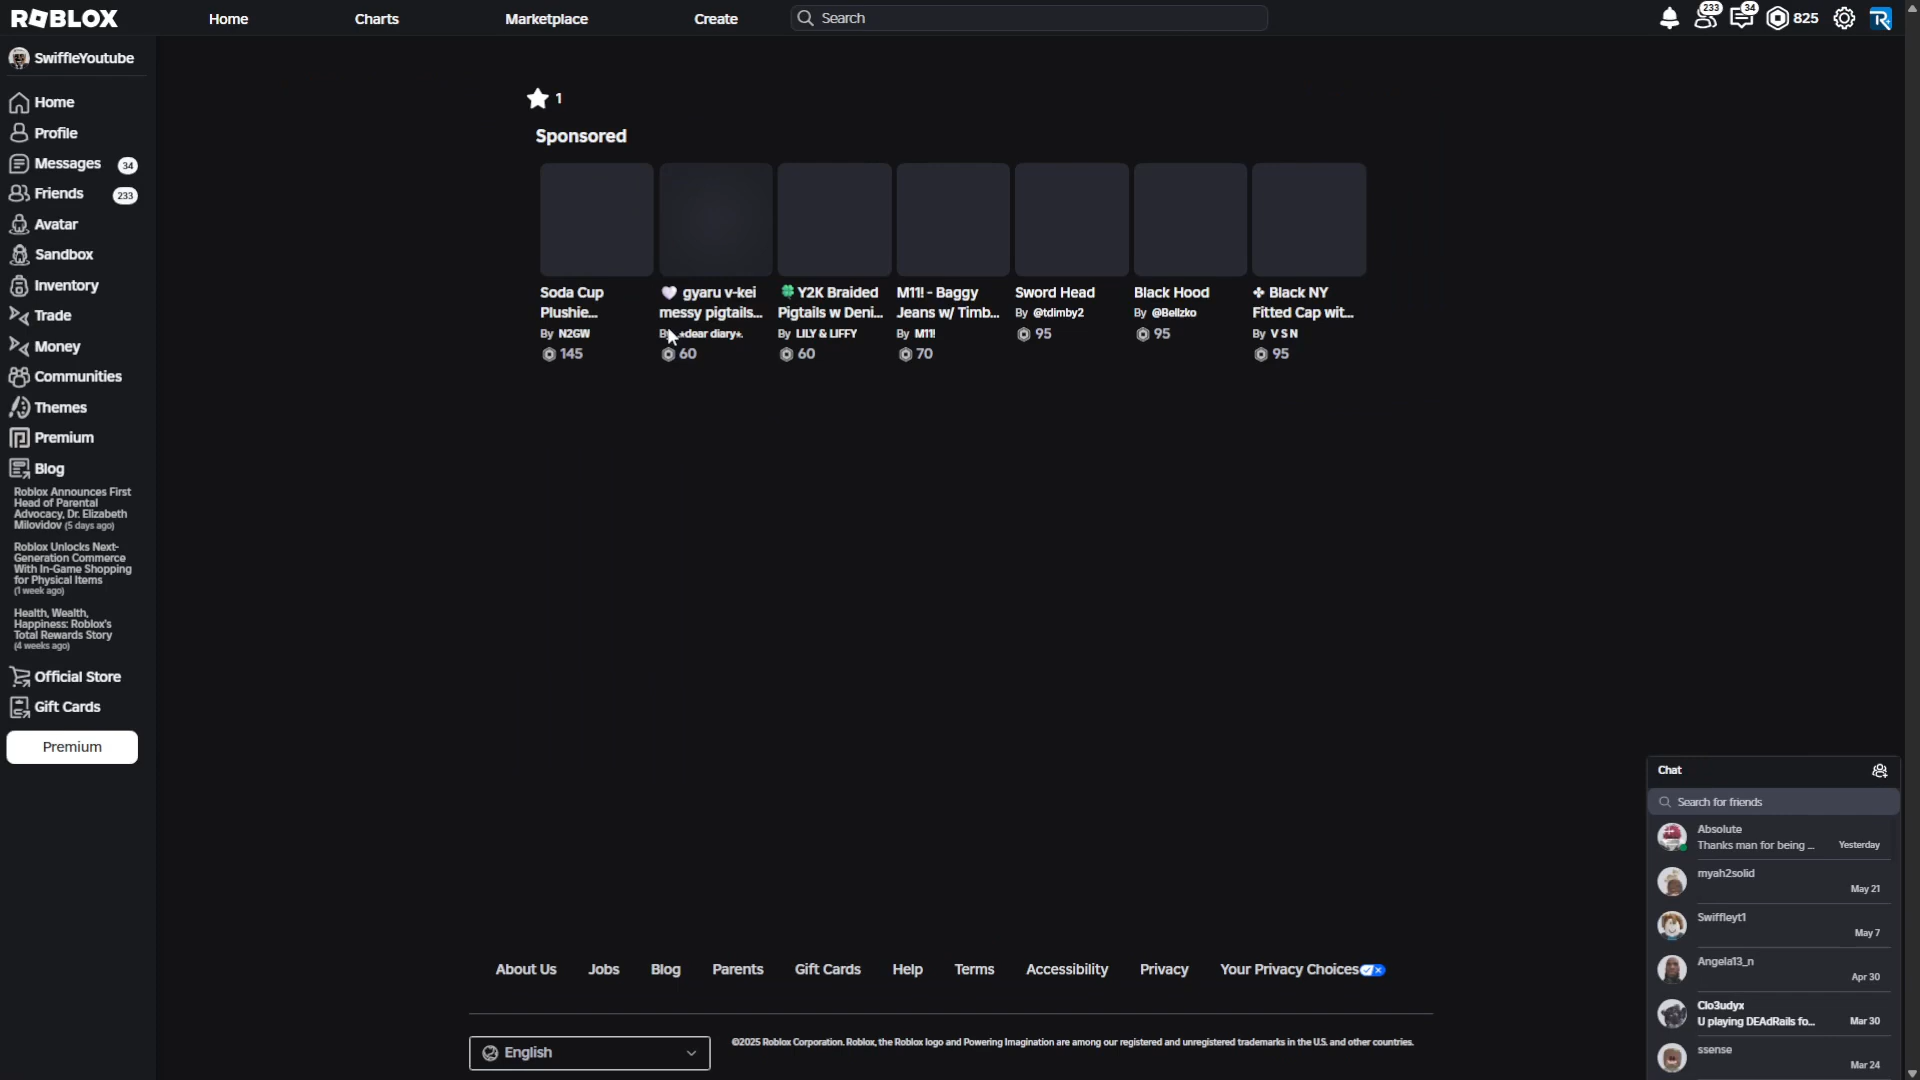 ROBLOX
Home
Charts
Marketplace
Create
Search
233
34
825
SwiffleYoutube
Home
Profile
Messages 34
Friends 233
Avatar
Sandbox
Inventory
Trade
Money
Communities
Themes
Premium
Blog
Roblox Announces First
Head of Parental
Advocacy, Dr. Elizabeth
Milovidov (5 days ago)
Roblox Unlocks Next-
Generation Commerce
With In-Game Shopping
for Physical Items
(1 week ago)
Health, Wealth,
Happiness: Roblox's
Total Rewards Story
(4 weeks ago)
Official Store
Gift Cards
Premium
1
Sponsored
Soda Cup
Plushie...
By N2GW
145
🤍 gyaru v-kei
messy pigtails...
⋆dear diary⋆.
60
🍀 Y2K Braided
Pigtails w Deni...
By LILY & LIFFY
60
M11! - Baggy
Jeans w/ Timb...
By M11!
70
Sword Head
By @tdimby2
95
Black Hood
By @Bellzko
95
✤ Black NY
Fitted Cap wit...
By V S N
95
Chat
Search for friends
Absolute
Thanks man for being ... Yesterday
myah2solid
May 21
Swiffleyt1
May 7
Angela13_n
Apr 30
Clo3udyx
U playing DEAdRails fo... Mar 30
ssense
Mar 24
About Us
Jobs
Blog
Parents
Gift Cards
Help
Terms
Accessibility
Privacy
Your Privacy Choices
English
©2025 Roblox Corporation. Roblox, the Roblox logo and Powering Imagination are among our registered and unregistered trademarks in the U.S. and other countries.